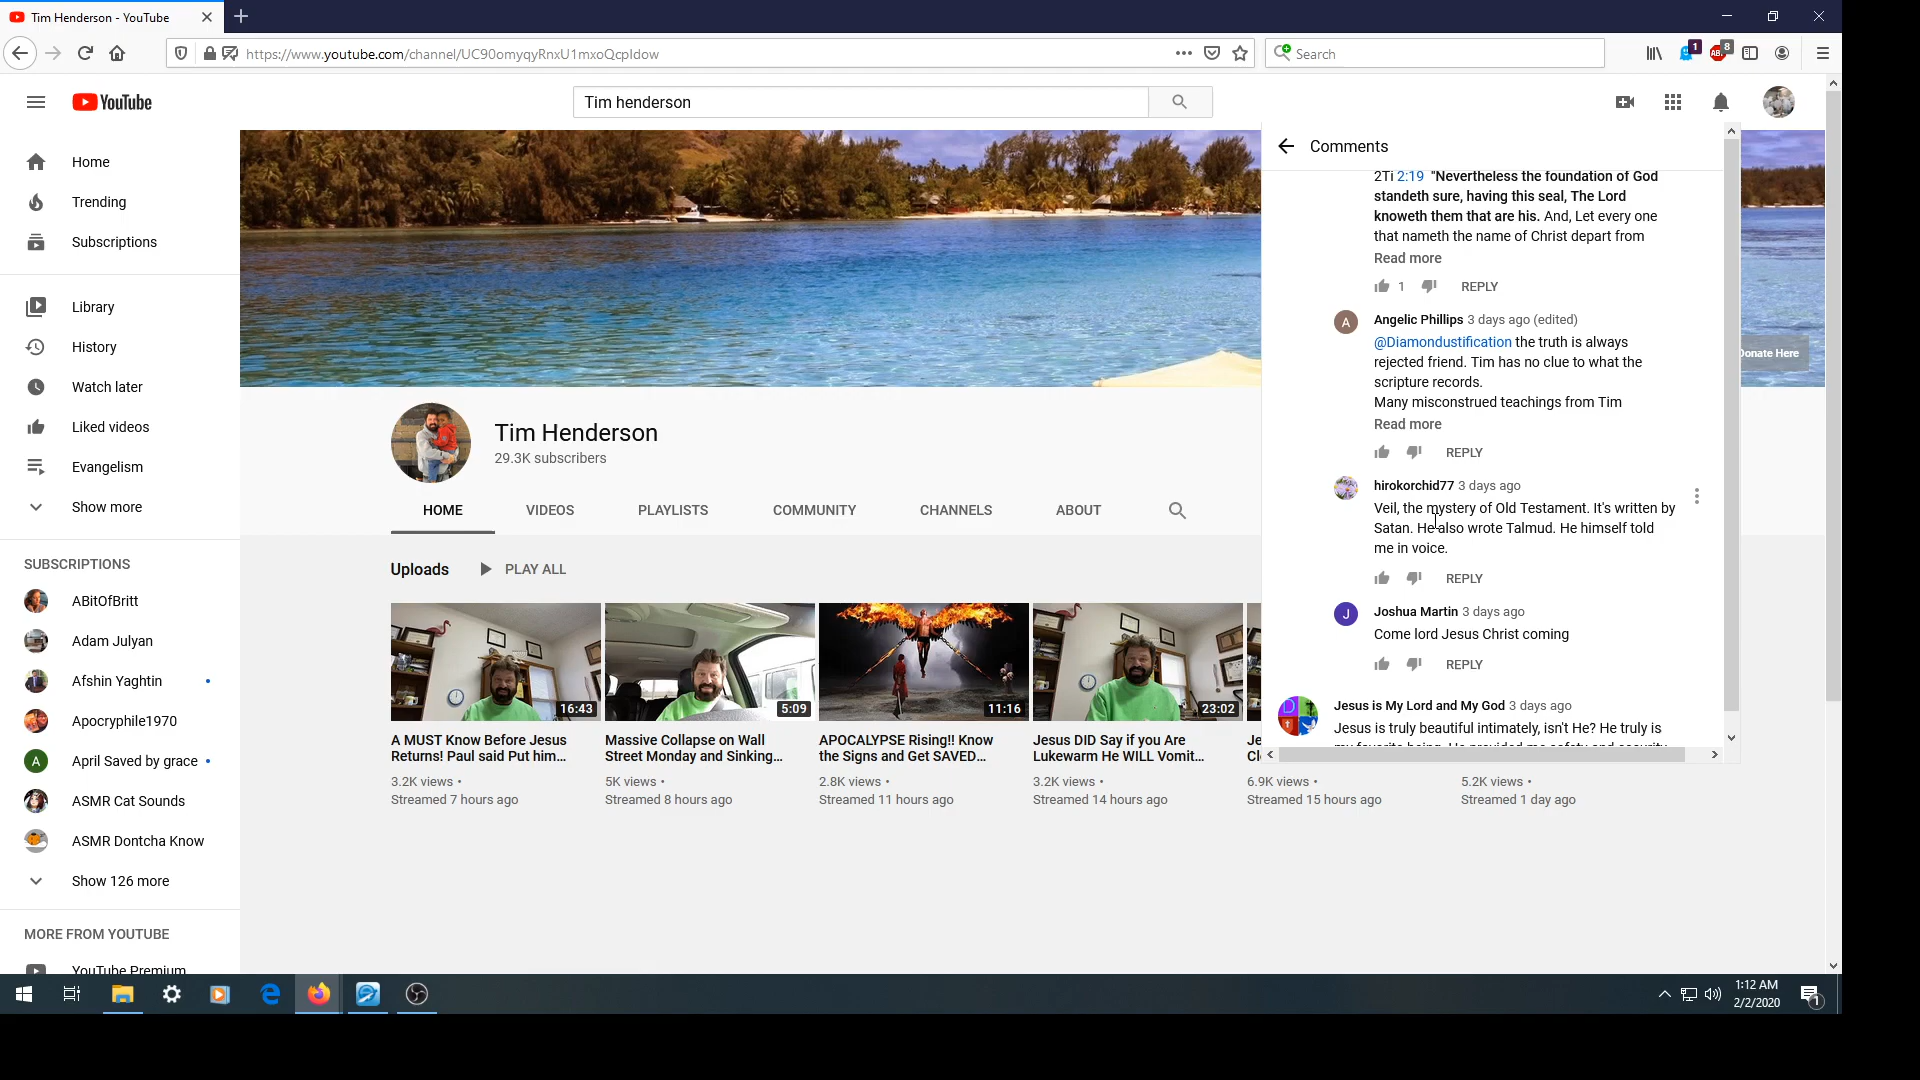 Tim Henderson - YouTube
https://www.youtube.com/channel/UC90omyqyRnxU1mxoQcpIdow
Search
1
8
YouTube
Tim henderson
Home
Trending
Subscriptions
Library
History
Watch later
Liked videos
Evangelism
Show more
SUBSCRIPTIONS
ABitOfBritt
Adam Julyan
Afshin Yaghtin
Apocryphile1970
A
April Saved by grace
ASMR Cat Sounds
ASMR Dontcha Know
Show 126 more
MORE FROM YOUTUBE
YouTube Premium
Donate Here
Tim Henderson
29.3K subscribers
HOME
VIDEOS
PLAYLISTS
COMMUNITY
CHANNELS
ABOUT
Uploads
PLAY ALL
16:43
5:09
11:16
23:02
A MUST Know Before Jesus
Returns! Paul said Put him...
3.2K views •
Streamed 7 hours ago
Massive Collapse on Wall
Street Monday and Sinking...
5K views •
Streamed 8 hours ago
APOCALYPSE Rising!! Know
the Signs and Get SAVED...
2.8K views •
Streamed 11 hours ago
Jesus DID Say if you Are
Lukewarm He WILL Vomit...
3.2K views •
Streamed 14 hours ago
Je
Cl
6.9K views •
Streamed 15 hours ago
5.2K views •
Streamed 1 day ago
Comments
2Ti 2:19 "Nevertheless the foundation of God
standeth sure, having this seal, The Lord
knoweth them that are his. And, Let every one
that nameth the name of Christ depart from
Read more
1
REPLY
A
Angelic Phillips 3 days ago (edited)
@Diamondustification the truth is always
rejected friend. Tim has no clue to what the
scripture records.
Many misconstrued teachings from Tim
Read more
REPLY
hirokorchid77 3 days ago
Veil, the mystery of Old Testament. It's written by
Satan. He also wrote Talmud. He himself told
me in voice.
REPLY
J
Joshua Martin 3 days ago
Come lord Jesus Christ coming
REPLY
Jesus is My Lord and My God 3 days ago
Jesus is truly beautiful intimately, isn't He? He truly is
1:12 AM
2/2/2020
1